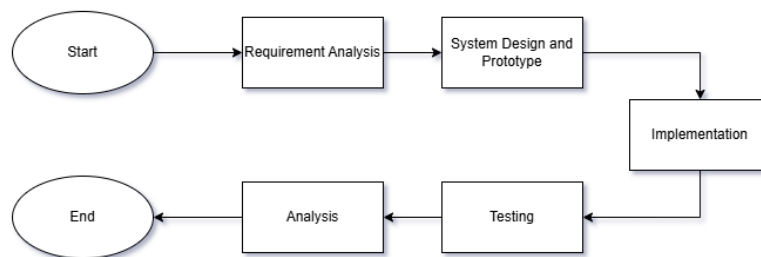 Start
Requirement Analysis
System Design and
Prototype
Implementation
End
Analysis
Testing